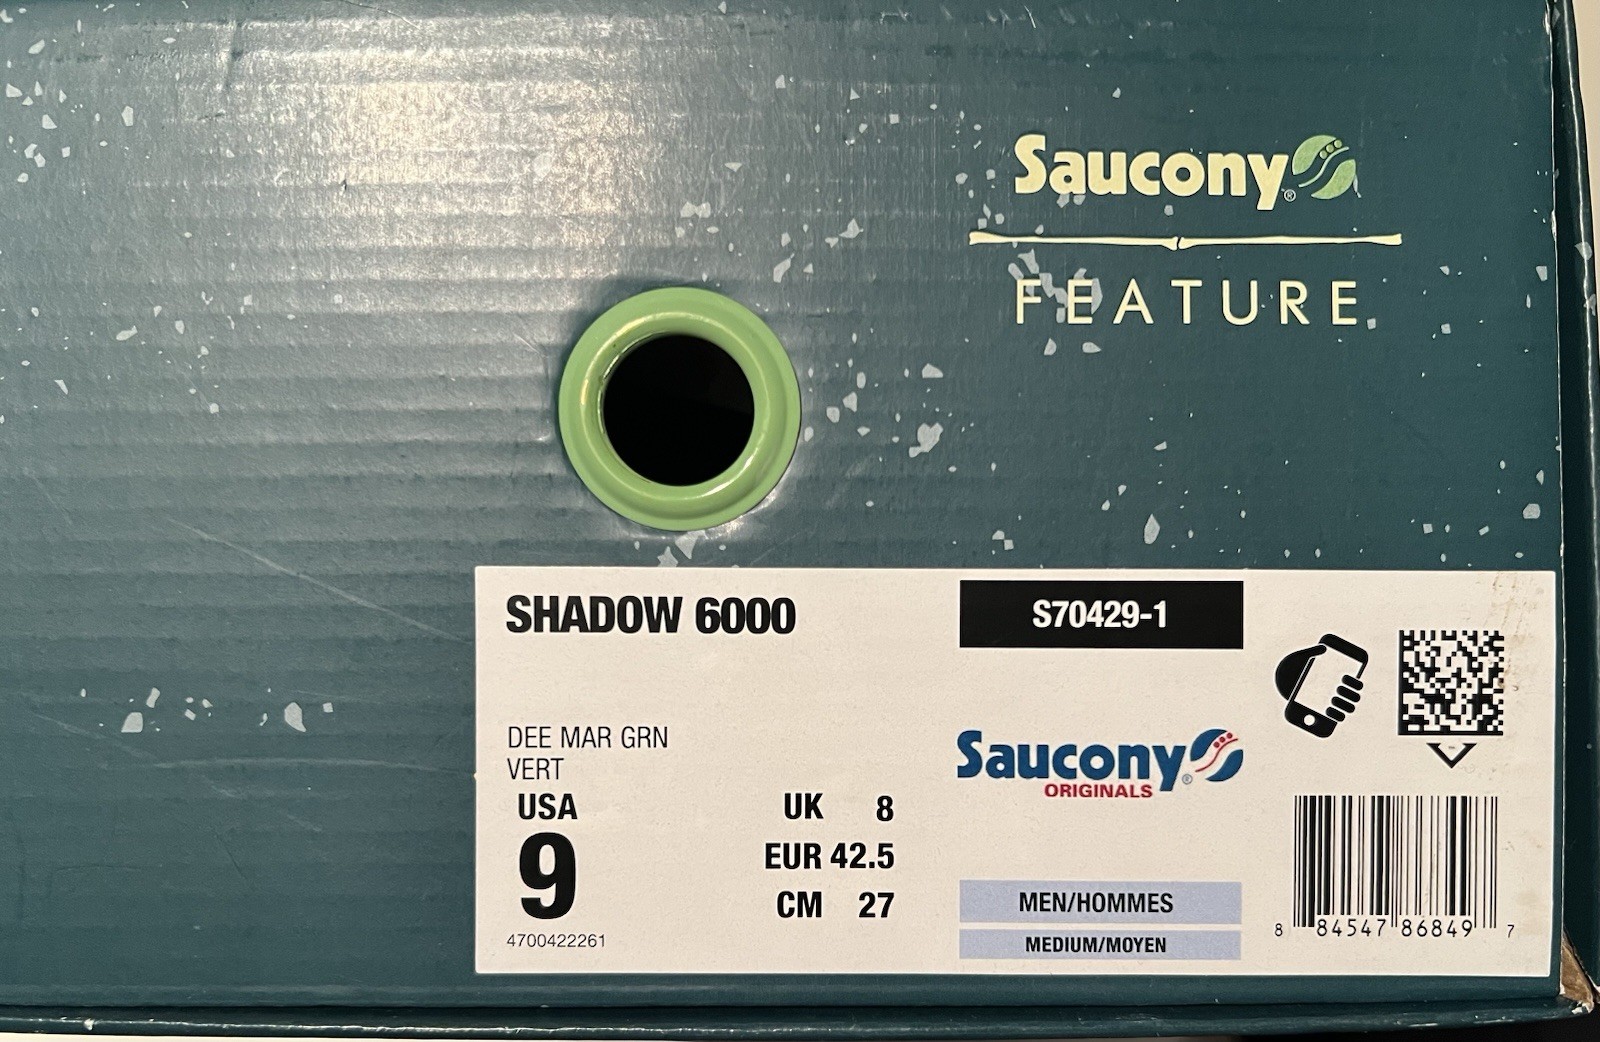 Saucony®
FEATURE
SHADOW 6000
S70429-1
DEE MAR GRN
VERT
USA
9
4700422261
UK 8
EUR 42.5
CM 27
Saucony®
ORIGINALS
MEN/HOMMES
MEDIUM/MOYEN
8 84547 86849 7